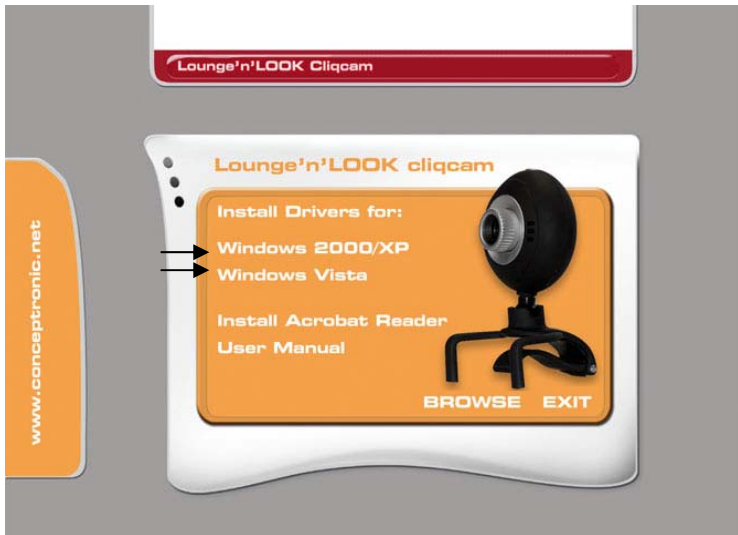 Lounge'n'LOOK Cliqcam
www.conceptronic.net
Lounge'n'LOOK cliqcam
Install Drivers for:
Windows 2000/XP
Windows Vista
Install Acrobat Reader
User Manual
BROWSE EXIT